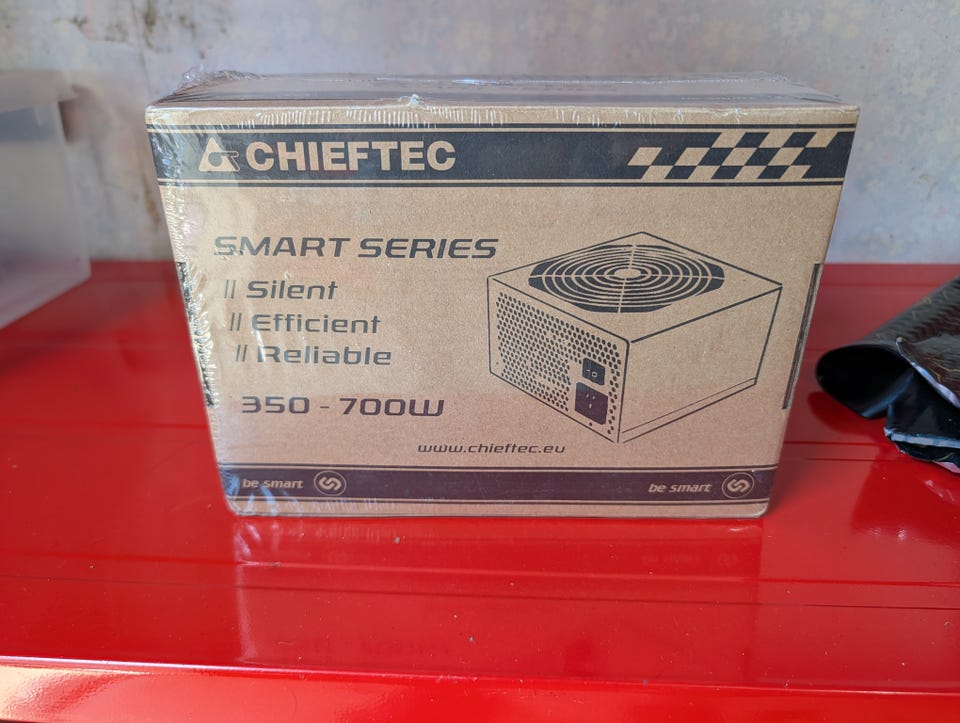 CHIEFTEC
SMART SERIES
// Silent
// Efficient
// Reliable
350 - 700W
www.chieftec.eu
be smart
be smart